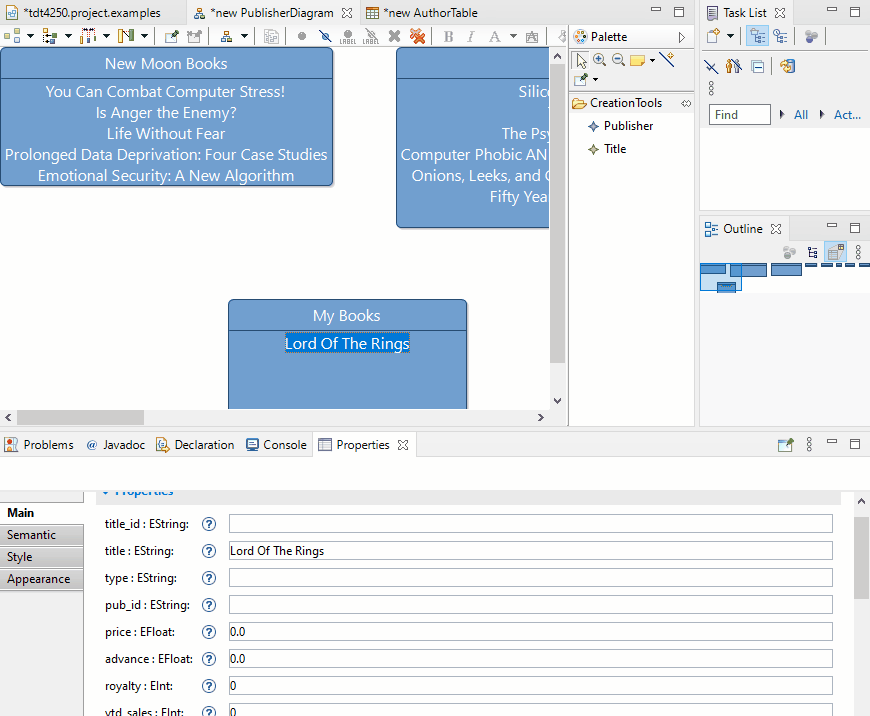 *tdt4250.project.examples
*new PublisherDiagram
*new AuthorTable
Task List
LABEL
LABEL
B
I
A
Palette
CreationTools
Publisher
Title
Find
All
Act...
Outline
New Moon Books
You Can Combat Computer Stress!
Is Anger the Enemy?
Life Without Fear
Prolonged Data Deprivation: Four Case Studies
Emotional Security: A New Algorithm
Silic
The Psy
Computer Phobic AN
Onions, Leeks, and
Fifty Yea
My Books
Lord Of The Rings
Problems
@ Javadoc
Declaration
Console
Properties
Properties
Main
Semantic
Style
Appearance
title_id : EString:
title : EString:
Lord Of The Rings
type : EString:
pub_id : EString:
price : EFloat:
0.0
advance : EFloat:
0.0
royalty : EInt:
0
ytd_sales : EInt:
0